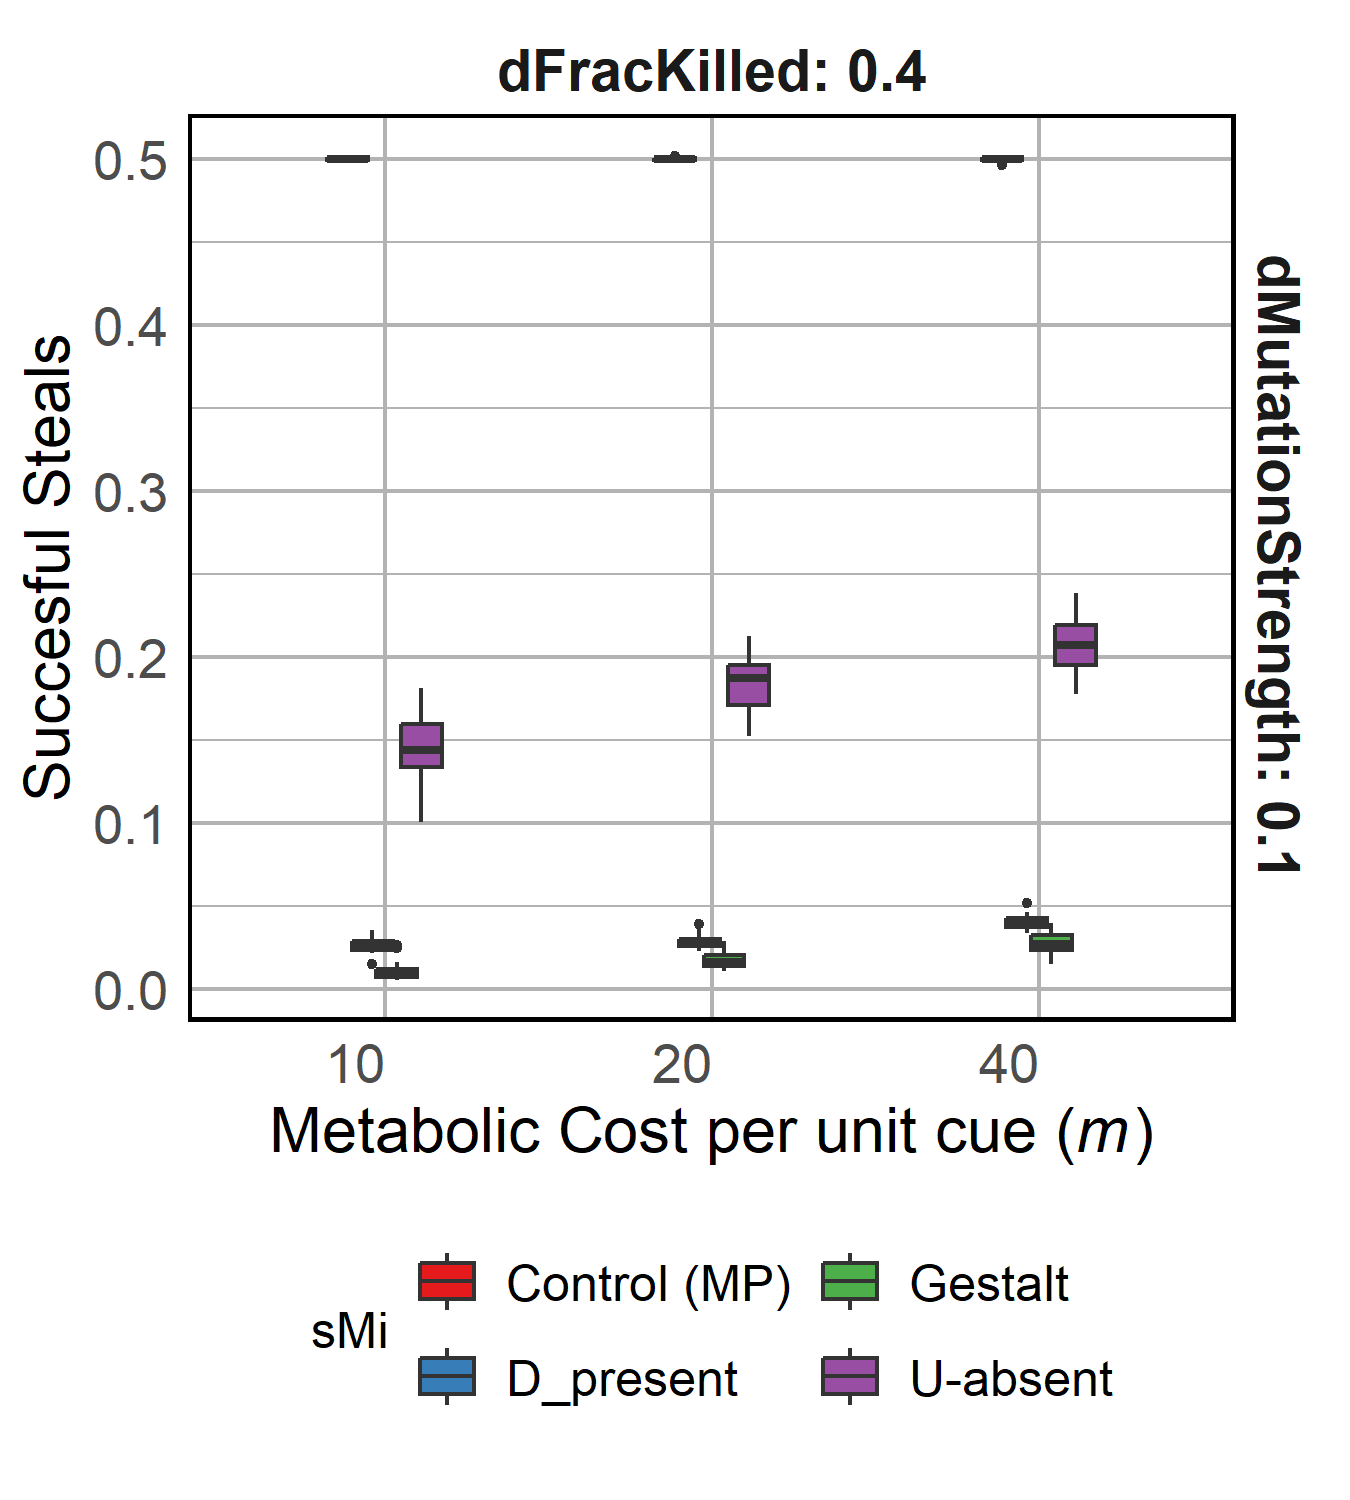 dFracKilled: 0.4
0.5
0.4
0.3
0.2
0.1
0.0
Succesful Steals
dMutationStrength: 0.1
10 20 40
Metabolic Cost per unit cue (m)
sMi
Control (MP) Gestalt
D_present U-absent